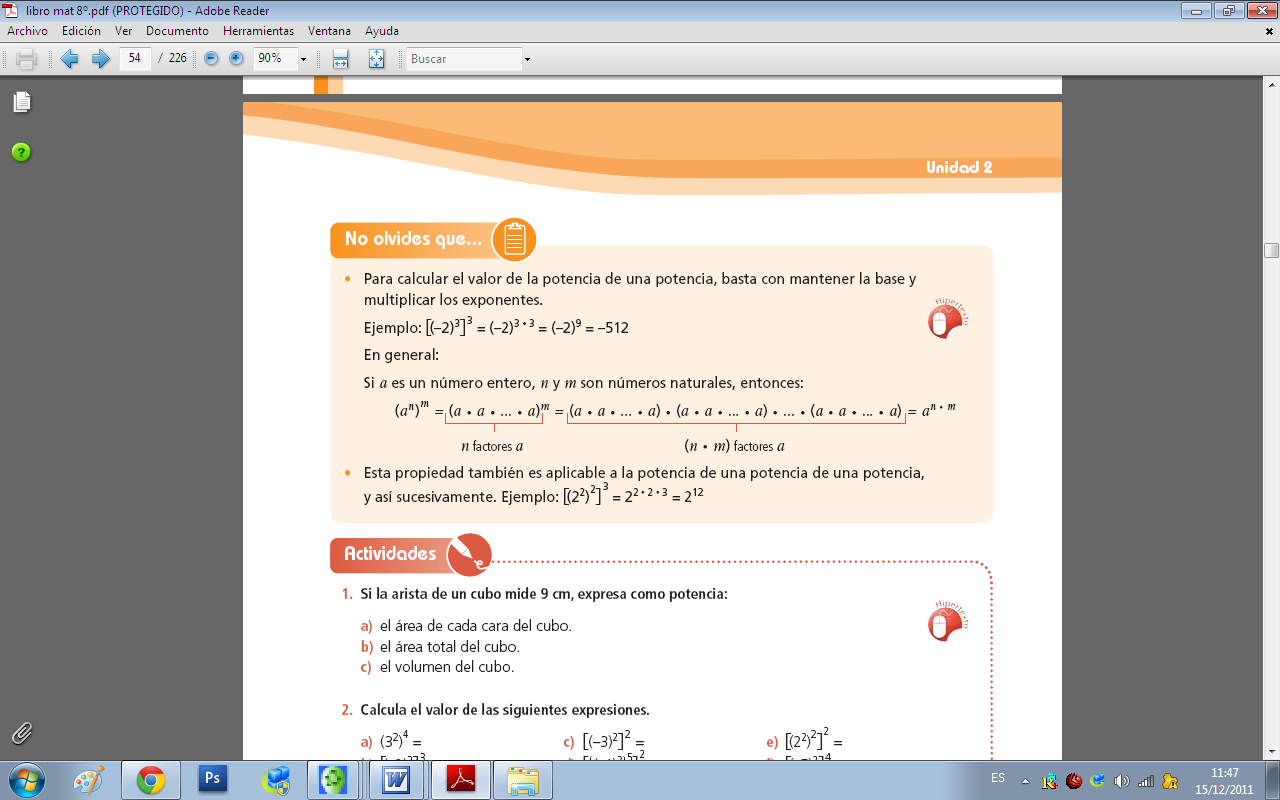 libro mat 8º.pdf (PROTEGIDO) - Adobe Reader
Archivo Edición Ver Documento Herramientas Ventana Ayuda
54 / 226 90% Buscar
Unidad 2
No olvides que...
• Para calcular el valor de la potencia de una potencia, basta con mantener la base y
multiplicar los exponentes.
Hipertexto
Ejemplo: [(–2)³]³ = (–2)³ • ³ = (–2)⁹ = –512
En general:
Si a es un número entero, n y m son números naturales, entonces:
(aⁿ)ᵐ = (a • a • ... • a)ᵐ = (a • a • ... • a) • (a • a • ... • a) • ... • (a • a • ... • a) = aⁿ • ᵐ
n factores a (n • m) factores a
• Esta propiedad también es aplicable a la potencia de una potencia de una potencia,
y así sucesivamente. Ejemplo: [(2²)²]³ = 2² • ² • ³ = 2¹²
Actividades
1. Si la arista de un cubo mide 9 cm, expresa como potencia:
Hipertexto
a) el área de cada cara del cubo.
b) el área total del cubo.
c) el volumen del cubo.
2. Calcula el valor de las siguientes expresiones.
a) (3²)⁴ = c) [(–3)²]² = e) [(2²)²]² =
Ps
W
ES
11:47
15/12/2011